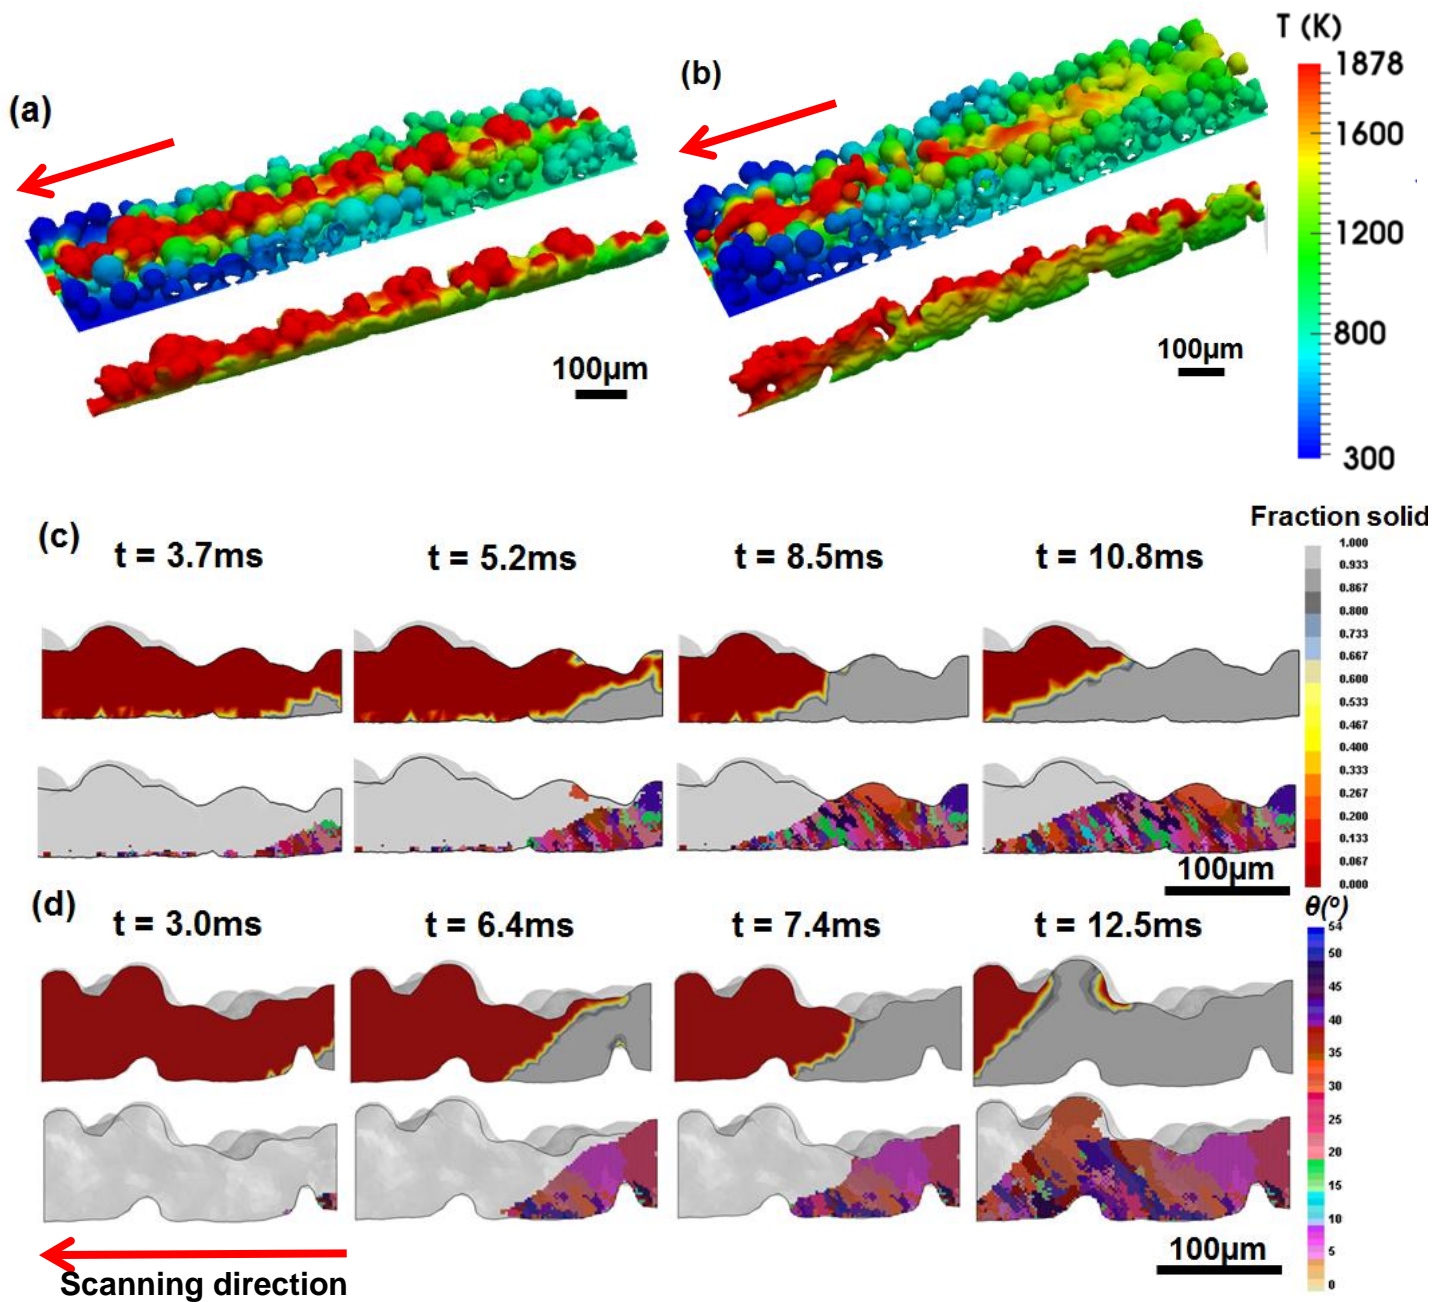 T (K)
(a)
(b)
1878
1600
1200
800
300
100μm
100μm
(c)
Fraction solid
t = 3.7ms
t = 5.2ms
t = 8.5ms
t = 10.8ms
1.000
0.933
0.867
0.800
0.733
0.667
0.600
0.533
0.467
0.400
0.333
0.267
0.200
0.133
0.067
0.000
100μm
(d)
θ(º)
t = 3.0ms
t = 6.4ms
t = 7.4ms
t = 12.5ms
54
50
45
40
35
30
25
20
15
10
5
0
100μm
Scanning direction